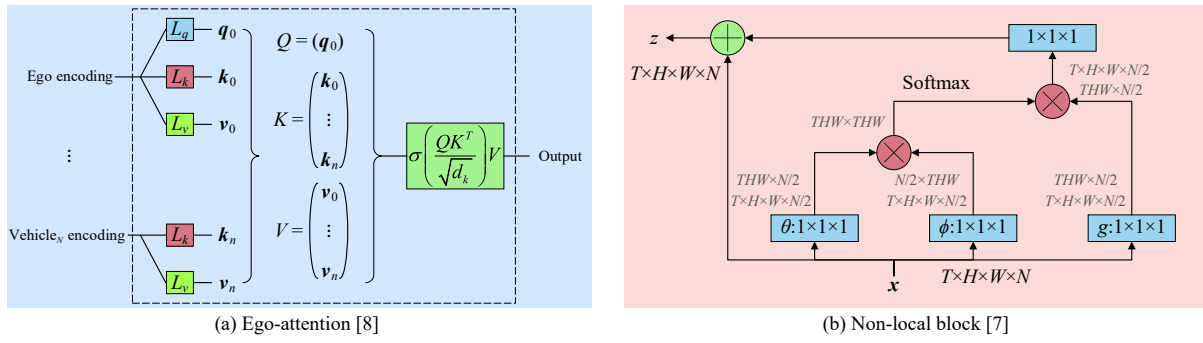 Ego encoding
L_q
q_0
L_k
k_0
L_v
v_0
⋮
Vehicle_N encoding
L_k
k_n
L_v
v_n
Q = (q_0)
K = (k_0 ⋮ k_n)
V = (v_0 ⋮ v_n)
σ(QK^T / √d_k)V
Output
(a) Ego-attention [8]
z
+
1×1×1
T×H×W×N
T×H×W×N/2
THW×N/2
Softmax
×
THW×THW
×
THW×N/2
T×H×W×N/2
N/2×THW
T×H×W×N/2
THW×N/2
T×H×W×N/2
θ:1×1×1
ϕ:1×1×1
g:1×1×1
x
T×H×W×N
(b) Non-local block [7]